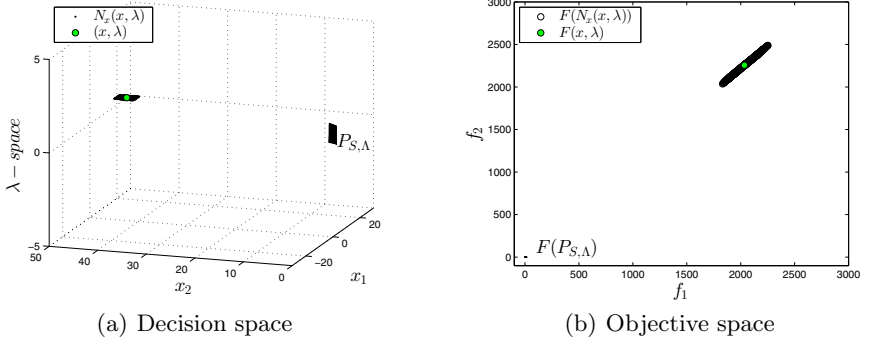 N_x(x, λ)
(x, λ)
5
0
−5
λ − space
50
40
30
20
10
0
x_2
−20
0
20
x_1
P_{S,Λ}
(a) Decision space
F(N_x(x, λ))
F(x, λ)
3000
2500
2000
1500
1000
500
0
f_2
F(P_{S,Λ})
0
500
1000
1500
2000
2500
3000
f_1
(b) Objective space